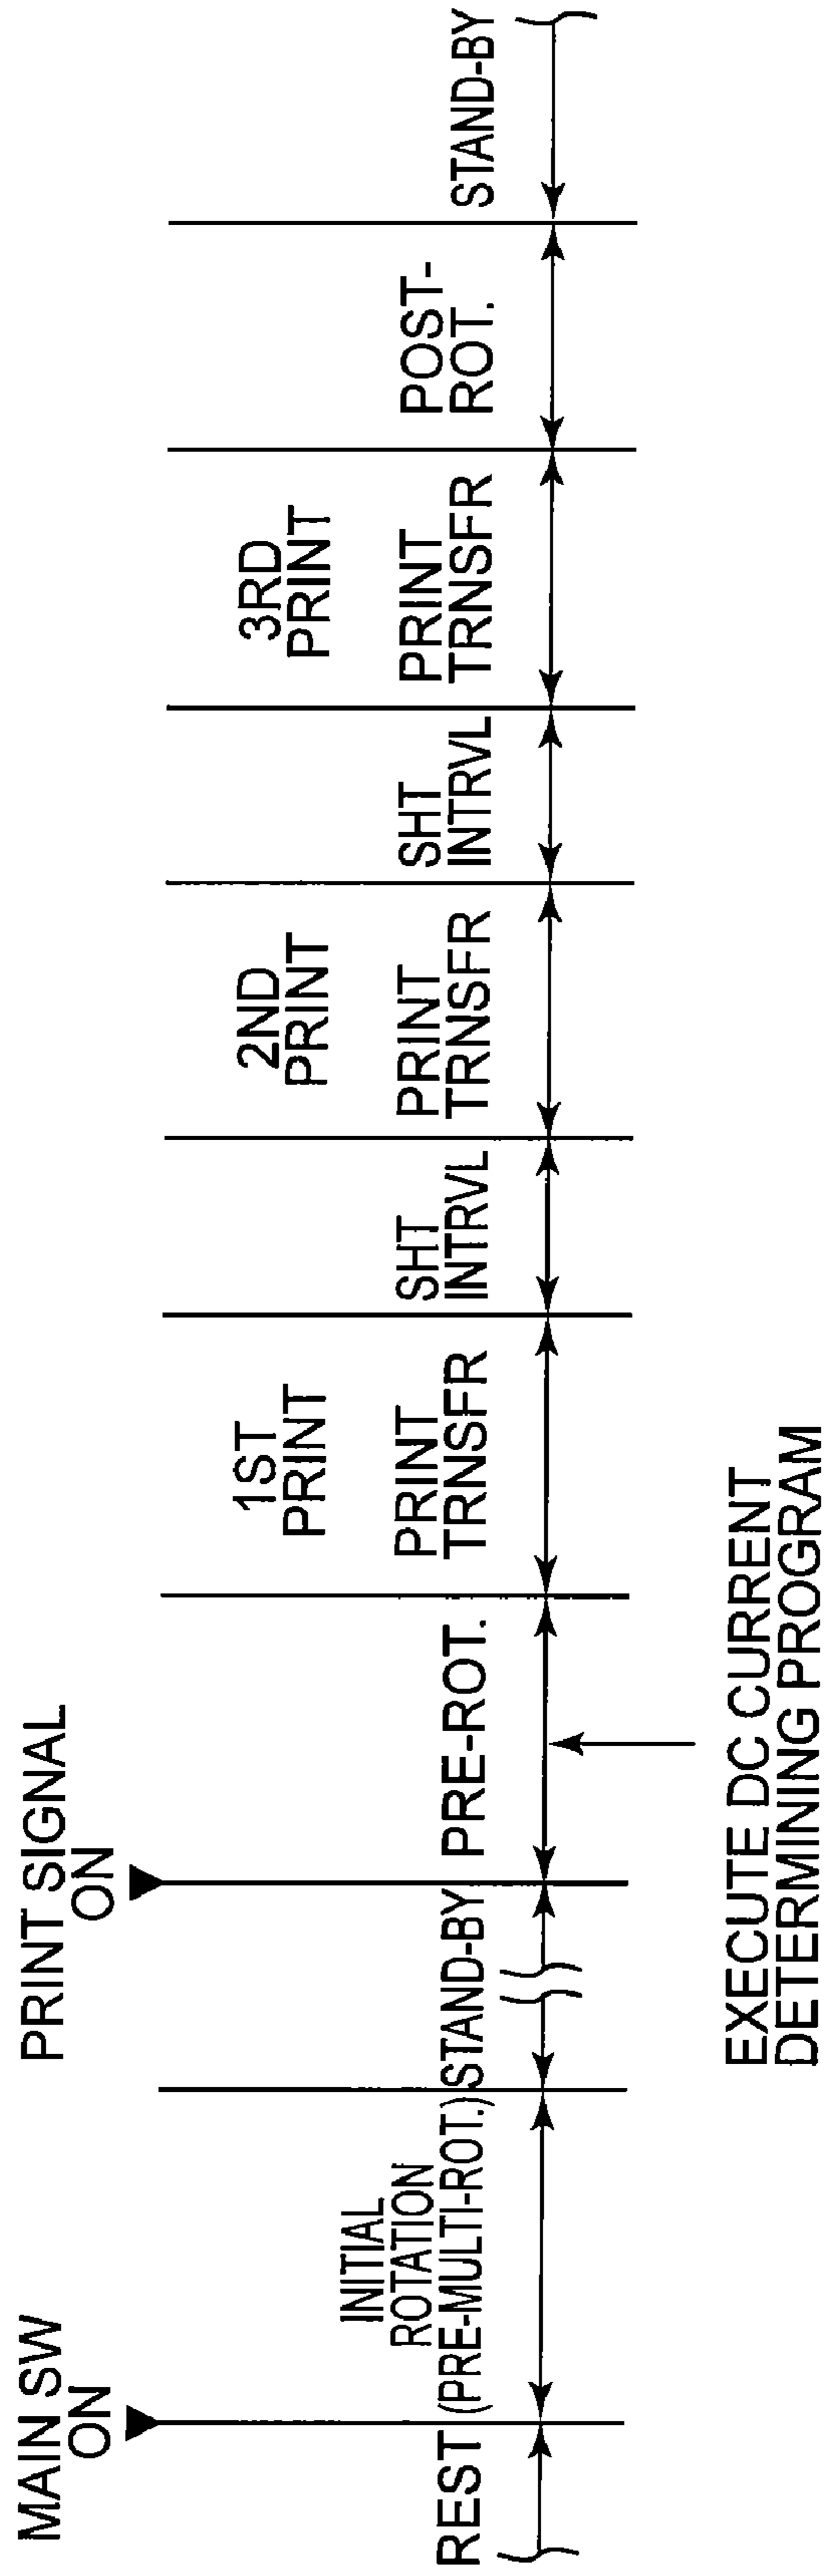 MAIN SW
ON
PRINT SIGNAL
ON
REST
INITIAL
ROTATION
(PRE-MULTI-ROT.)
STAND-BY
PRE-ROT.
1ST
PRINT
PRINT
TRNSFR
SHT
INTRVL
2ND
PRINT
PRINT
TRNSFR
SHT
INTRVL
3RD
PRINT
PRINT
TRNSFR
POST-
ROT.
STAND-BY
EXECUTE DC CURRENT
DETERMINING PROGRAM